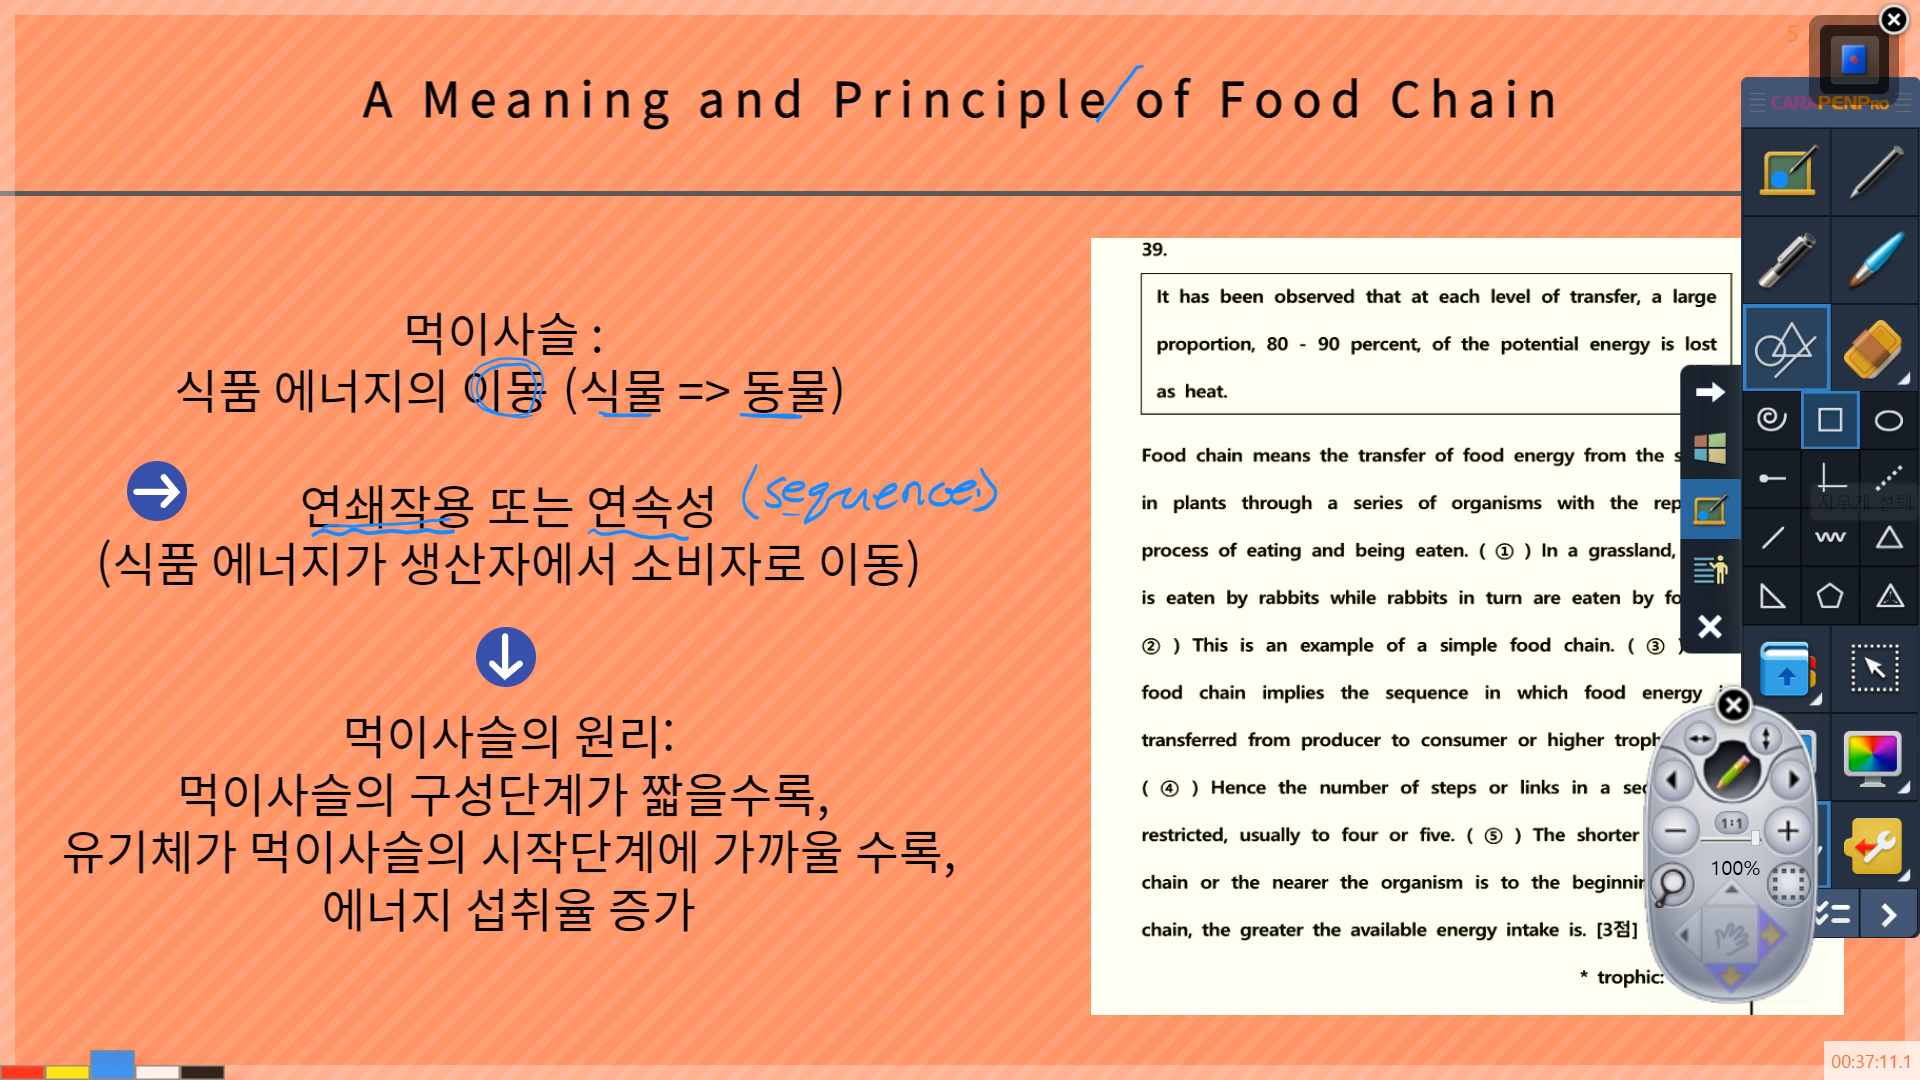 A Meaning and Principle of Food Chain
먹이사슬 :
식품 에너지의 이동 (식물 => 동물)
연쇄작용 또는 연속성 (sequences)
(식품 에너지가 생산자에서 소비자로 이동)
먹이사슬의 원리:
먹이사슬의 구성단계가 짧을수록,
유기체가 먹이사슬의 시작단계에 가까울 수록,
에너지 섭취율 증가
39.
It has been observed that at each level of transfer, a large
proportion, 80 - 90 percent, of the potential energy is lost
as heat.
Food chain means the transfer of food energy from the
in plants through a series of organisms with the
process of eating and being eaten. ( ① ) In a grassland,
is eaten by rabbits while rabbits in turn are eaten by
② ) This is an example of a simple food chain. ( ③ )
food chain implies the sequence in which food energy
transferred from producer to consumer or higher
( ④ ) Hence the number of steps or links in a
restricted, usually to four or five. ( ⑤ ) The shorter
chain or the nearer the organism is to the
chain, the greater the available energy intake is. [3점]
* trophic:
5
CARAPENPRO
지우개 선택
1:1
100%
00:37:11.1